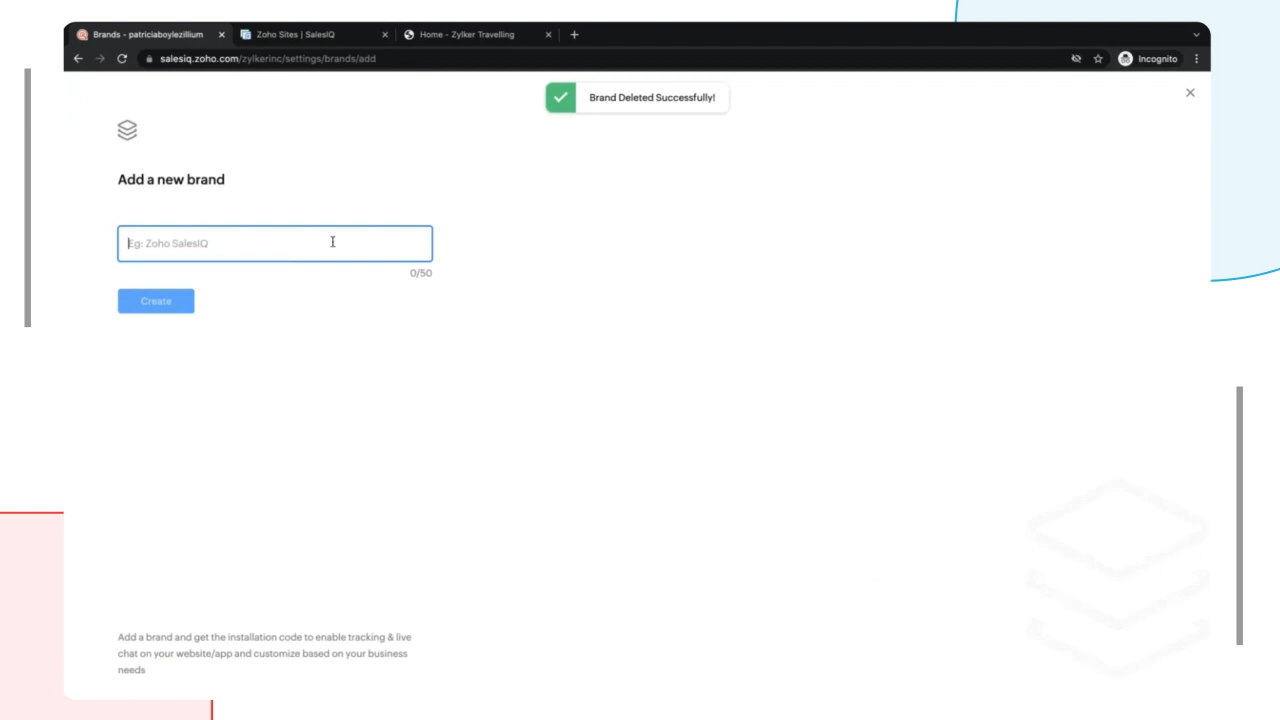 Brands - patriciaboylezillium
Zoho Sites | SalesIQ
Home - Zylker Travelling
salesiq.zoho.com/zylkerinc/settings/brands/add
Incognito
Brand Deleted Successfully!
Add a new brand
Eg: Zoho SalesIQ
0/50
Create
Add a brand and get the installation code to enable tracking & live
chat on your website/app and customize based on your business
needs